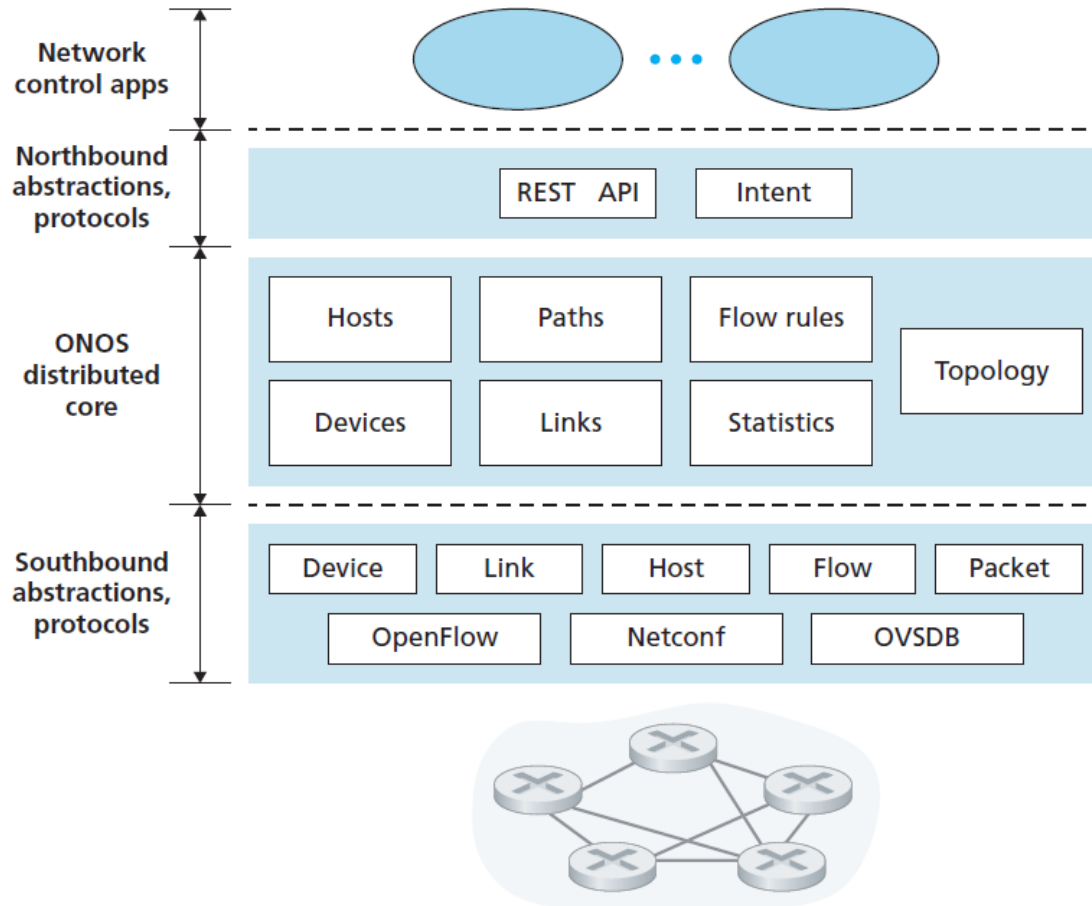 Network
control apps
Northbound
abstractions,
protocols
REST API
Intent
ONOS
distributed
core
Hosts
Paths
Flow rules
Topology
Devices
Links
Statistics
Southbound
abstractions,
protocols
Device
Link
Host
Flow
Packet
OpenFlow
Netconf
OVSDB